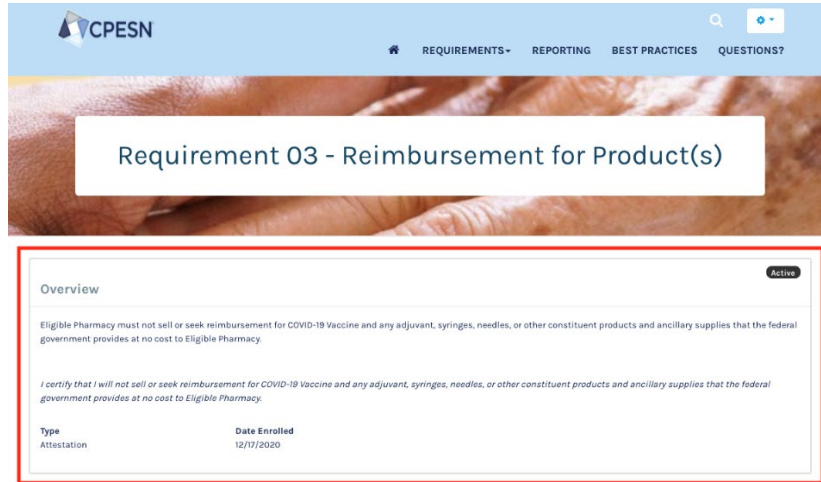 CPESN
REQUIREMENTS REPORTING BEST PRACTICES QUESTIONS?
Requirement 03 - Reimbursement for Product(s)
Active
Overview
Eligible Pharmacy must not sell or seek reimbursement for COVID-19 Vaccine and any adjuvant, syringes, needles, or other constituent products and ancillary supplies that the federal
government provides at no cost to Eligible Pharmacy.
I certify that I will not sell or seek reimbursement for COVID-19 Vaccine and any adjuvant, syringes, needles, or other constituent products and ancillary supplies that the federal
government provides at no cost to Eligible Pharmacy.
Type Date Enrolled
Attestation 12/17/2020